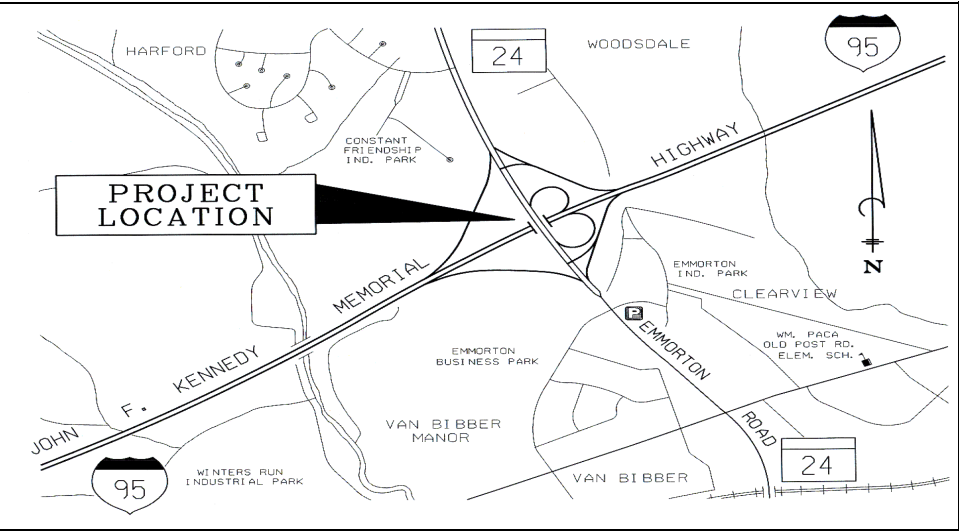 HARFORD
24
WOODSDALE
95
CONSTANT
FRIENDSHIP
IND. PARK
HIGHWAY
PROJECT
LOCATION
N
EMMORTON
IND. PARK
MEMORIAL
CLEARVIEW
P
EMMORTON
WM. PACA
OLD POST RD.
ELEM. SCH.
EMMORTON
BUSINESS PARK
KENNEDY
F.
JOHN
VAN BIBBER
MANOR
ROAD
24
WINTERS RUN
INDUSTRIAL PARK
95
VAN BIBBER